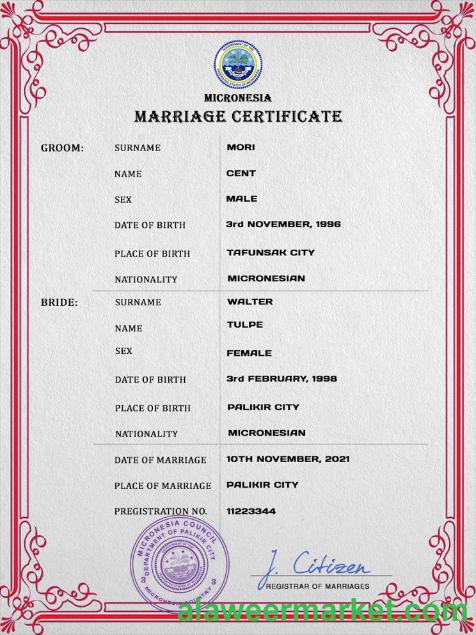 MICRONESIA
MARRIAGE CERTIFICATE
GROOM: SURNAME MORI
NAME CENT
SEX MALE
DATE OF BIRTH 3rd NOVEMBER, 1996
PLACE OF BIRTH TAFUNSAK CITY
NATIONALITY MICRONESIAN
BRIDE: SURNAME WALTER
NAME TULPE
SEX FEMALE
DATE OF BIRTH 3rd FEBRUARY, 1998
PLACE OF BIRTH PALIKIR CITY
NATIONALITY MICRONESIAN
DATE OF MARRIAGE 10TH NOVEMBER, 2021
PLACE OF MARRIAGE PALIKIR CITY
PREGISTRATION NO. 11223344
MICRONESIA COUNCIL
DEPARTMENT OF PALIKIR CITY
MICRONESIA COUNTRY
J. Citizen
REGISTRAR OF MARRIAGES
alaweermarket.com